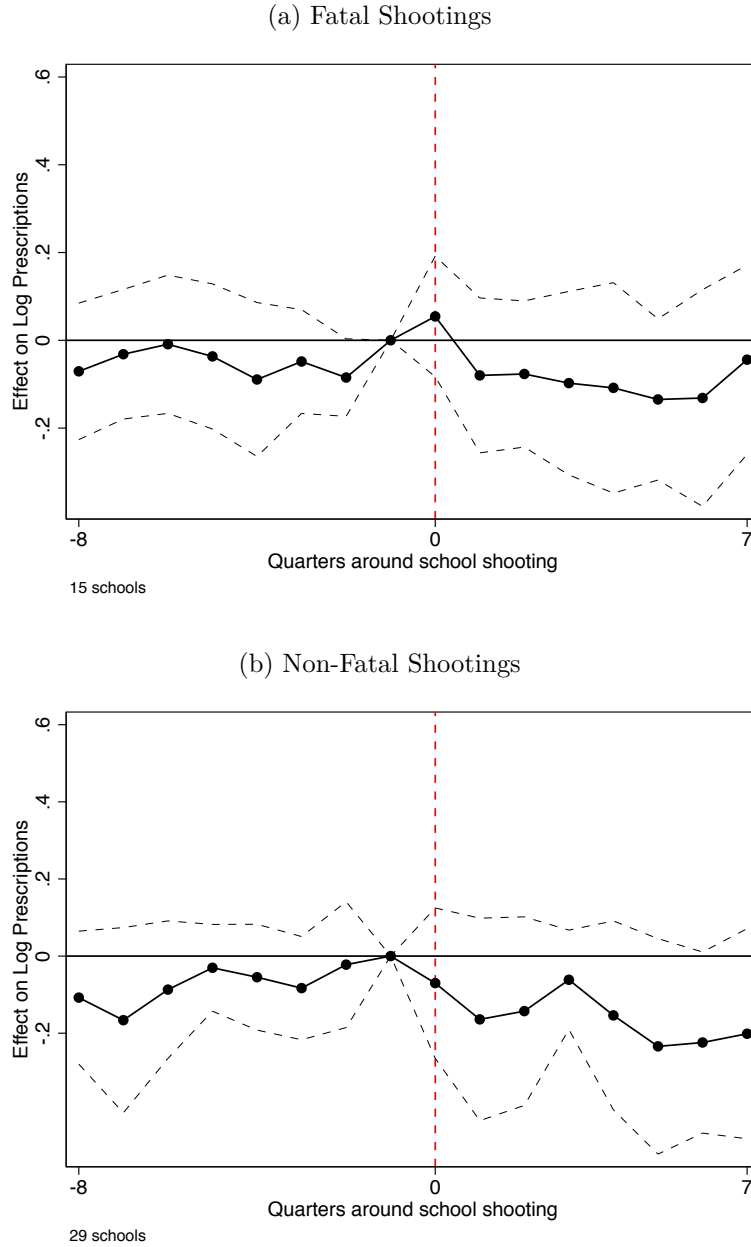 (a) Fatal Shootings
.6
.4
.2
0
-.2
Effect on Log Prescriptions
-8
0
7
Quarters around school shooting
15 schools
(b) Non-Fatal Shootings
.6
.4
.2
0
-.2
Effect on Log Prescriptions
-8
0
7
Quarters around school shooting
29 schools